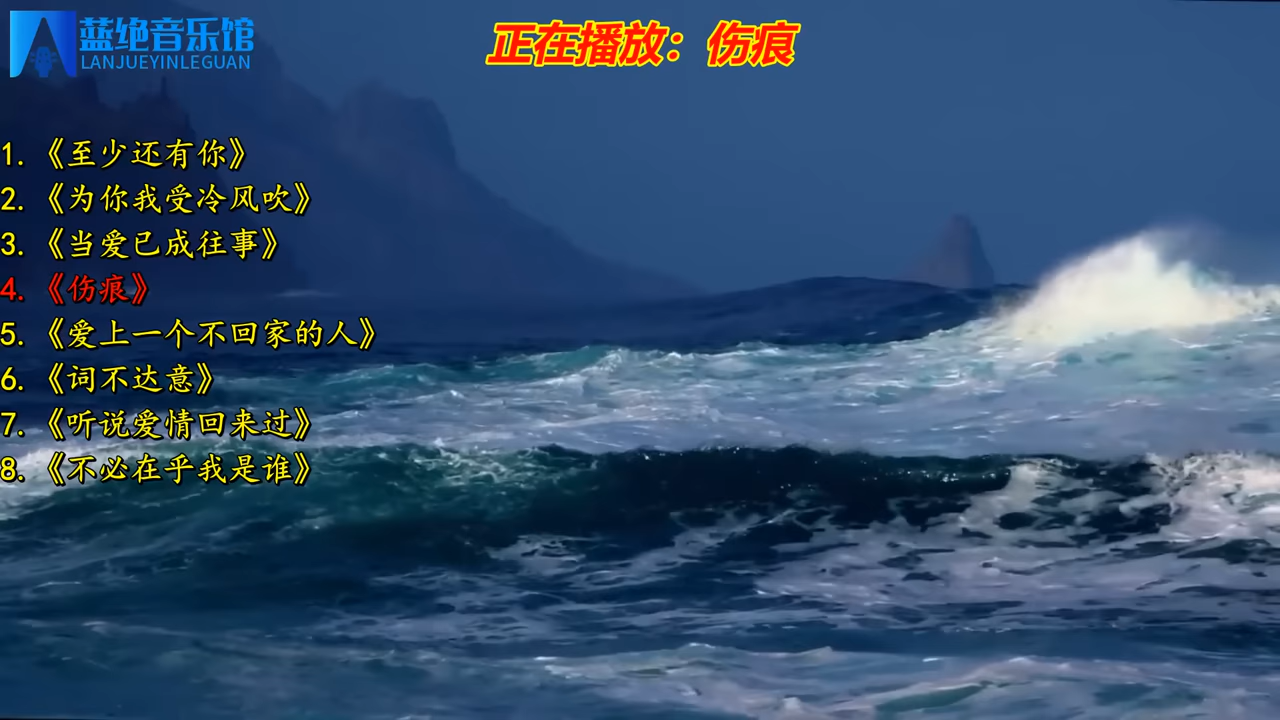 蓝绝音乐馆
LANJUEYINLEGUAN
正在播放：伤痕
1.《至少还有你》
2.《为你我受冷风吹》
3.《当爱已成往事》
4.《伤痕》
5.《爱上一个不回家的人》
6.《词不达意》
7.《听说爱情回来过》
8.《不必在乎我是谁》